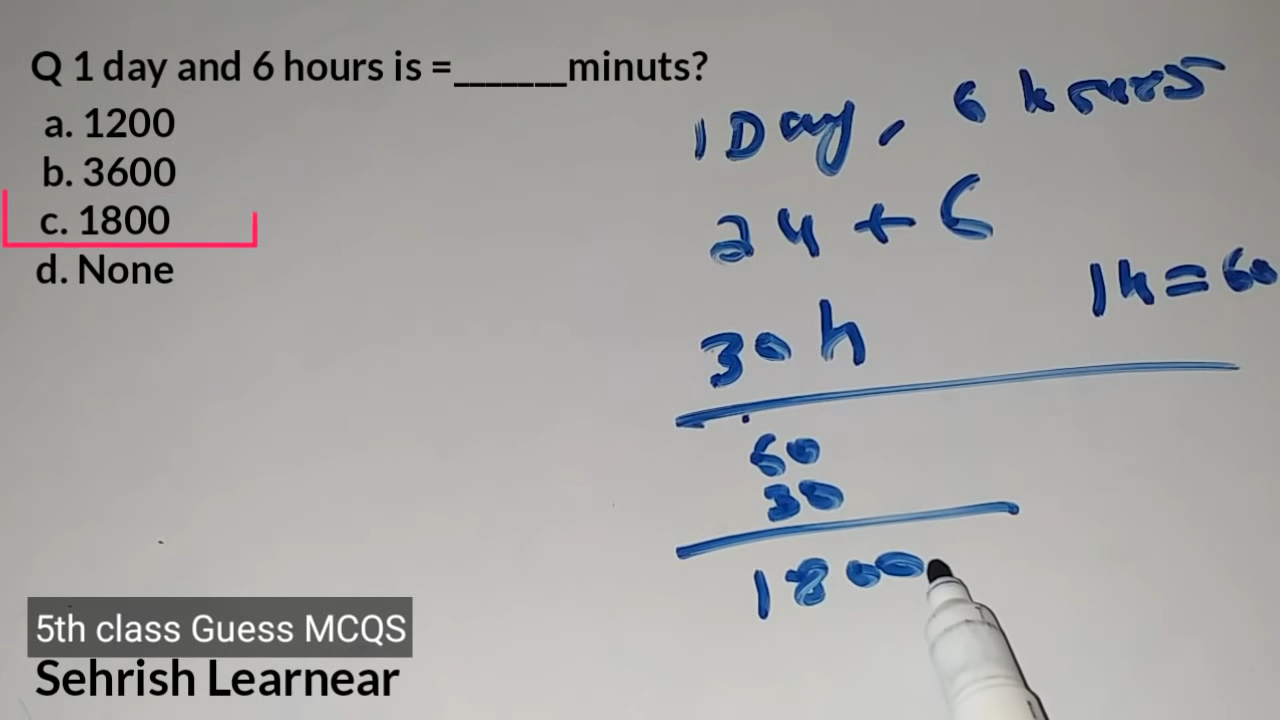 Q 1 day and 6 hours is =______minuts?
a. 1200
b. 3600
c. 1800
d. None
1 Day, 6 hours
24 + 6
1h = 60
30 h
60
30
1800
5th class Guess MCQS
Sehrish Learnear